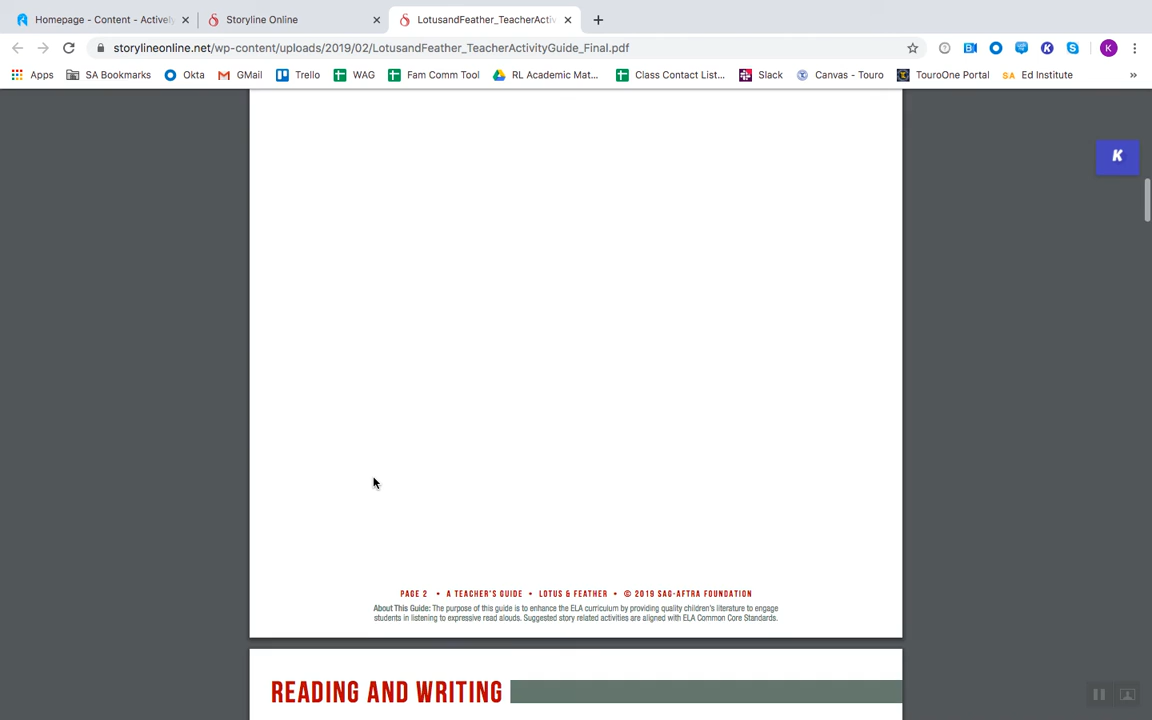 Homepage - Content - Actively
Storyline Online
LotusandFeather_TeacherActiv
storylineonline.net/wp-content/uploads/2019/02/LotusandFeather_TeacherActivityGuide_Final.pdf
K
Apps SA Bookmarks Okta GMail Trello WAG Fam Comm Tool RL Academic Mat... Class Contact List... Slack Canvas - Touro TouroOne Portal SA Ed Institute »
K
PAGE 2 • A TEACHER'S GUIDE • LOTUS & FEATHER • © 2019 SAG-AFTRA FOUNDATION
About This Guide: The purpose of this guide is to enhance the ELA curriculum by providing quality children's literature to engage
students in listening to expressive read alouds. Suggested story related activities are aligned with ELA Common Core Standards.
READING AND WRITING